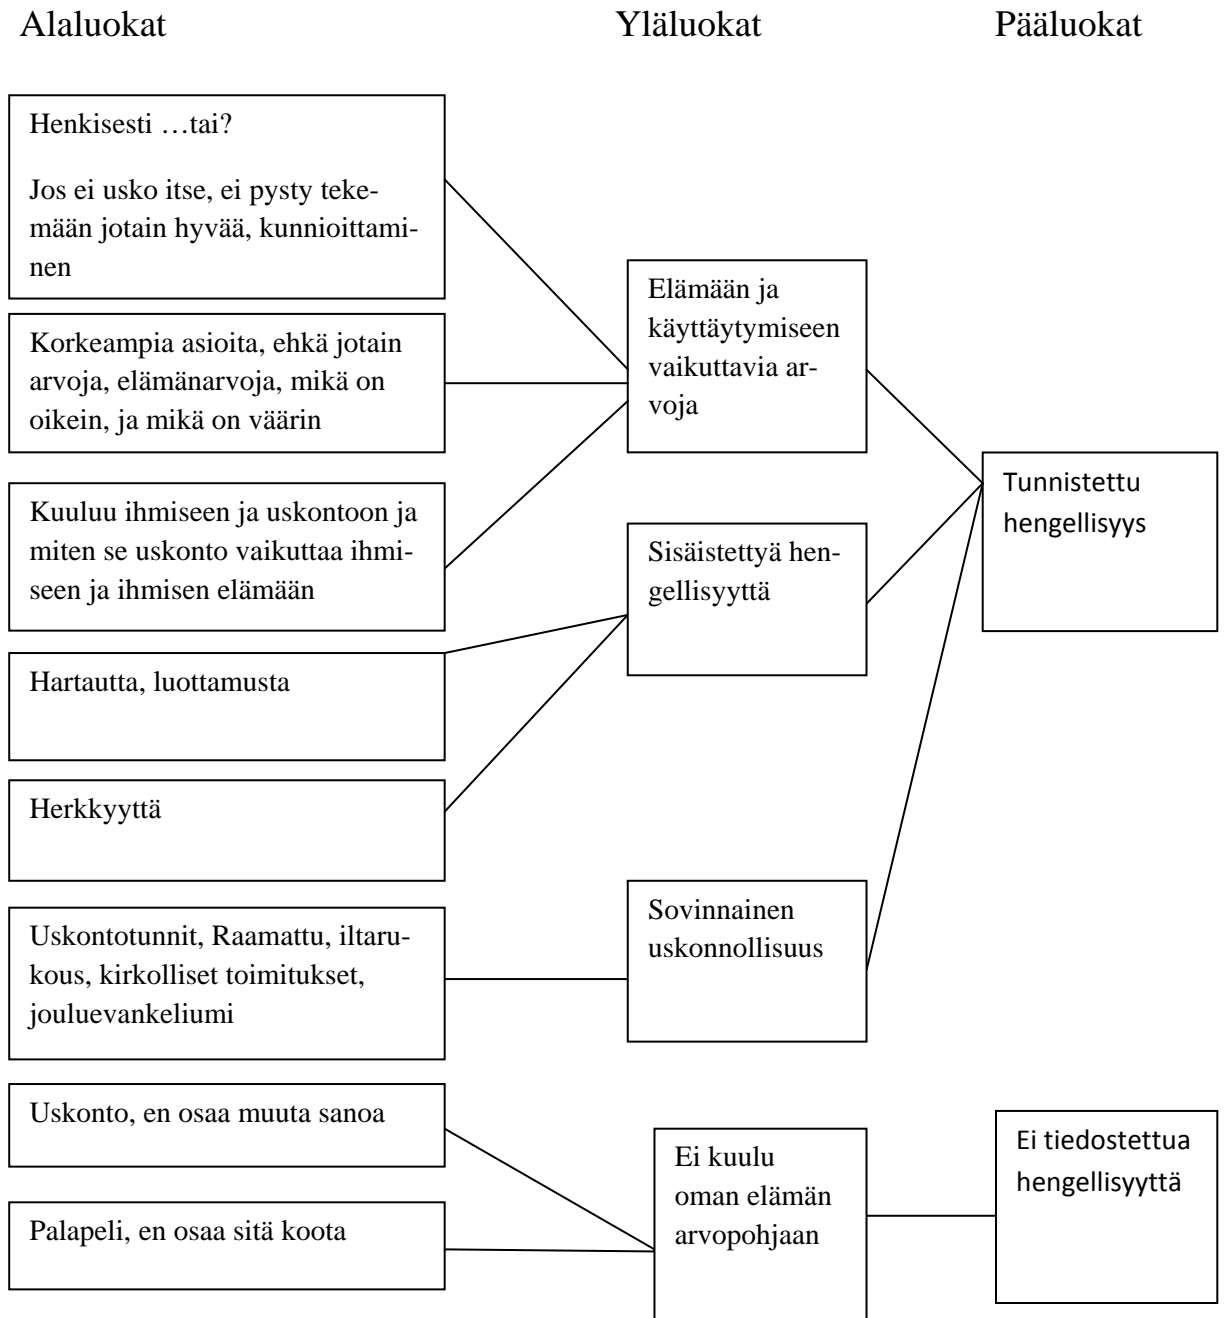 Alaluokat Yläluokat Pääluokat
Henkisesti …tai?
Jos ei usko itse, ei pysty teke-
mään jotain hyvää, kunnioittami-
nen
Korkeampia asioita, ehkä jotain
arvoja, elämänarvoja, mikä on
oikein, ja mikä on väärin
Kuuluu ihmiseen ja uskontoon ja
miten se uskonto vaikuttaa ihmi-
seen ja ihmisen elämään
Hartautta, luottamusta
Herkkyyttä
Uskontotunnit, Raamattu, iltaru-
kous, kirkolliset toimitukset,
jouluevankeliumi
Uskonto, en osaa muuta sanoa
Palapeli, en osaa sitä koota
Elämään ja
käyttäytymiseen
vaikuttavia ar-
voja
Sisäistettyä hen-
gellisyyttä
Sovinnainen
uskonnollisuus
Ei kuulu
oman elämän
arvopohjaan
Tunnistettu
hengellisyys
Ei tiedostettua
hengellisyyttä